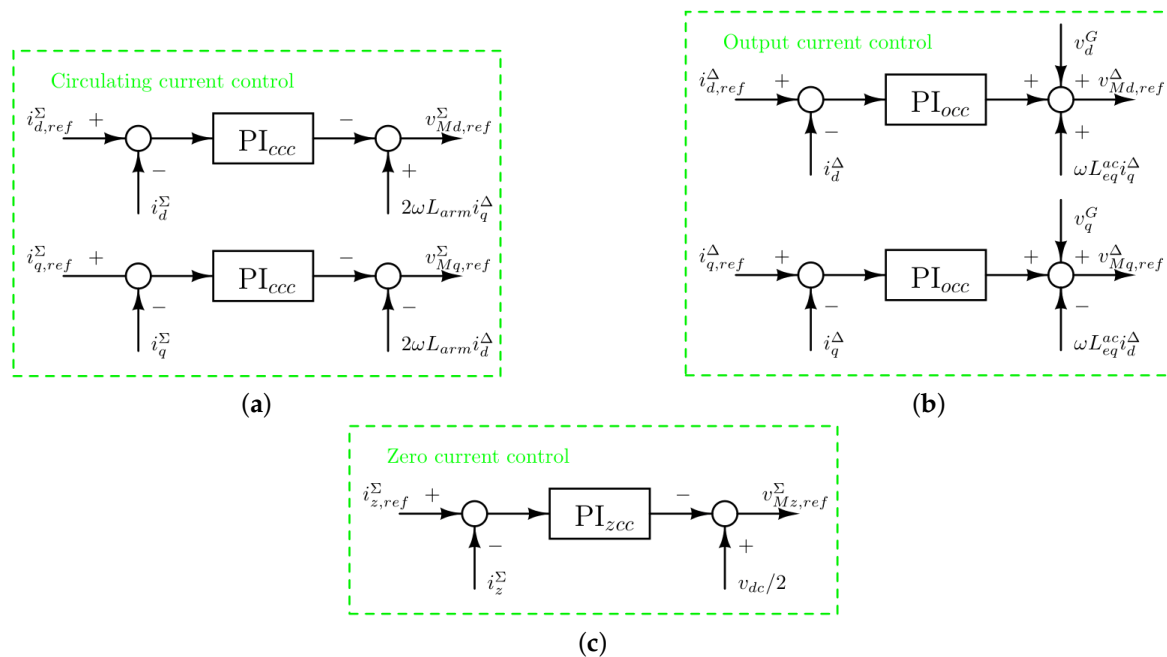 Circulating current control
i^Σ_{d,ref} + − v^Σ_{Md,ref}
PI_{ccc}
− +
i^Σ_d 2ωL_{arm}i^Δ_q
i^Σ_{q,ref} + − v^Σ_{Mq,ref}
PI_{ccc}
− −
i^Σ_q 2ωL_{arm}i^Δ_d
(a)
Output current control
v^G_d
i^Δ_{d,ref} + + + v^Δ_{Md,ref}
PI_{occ}
− +
i^Δ_d ωL^{ac}_{eq}i^Δ_q
v^G_q
i^Δ_{q,ref} + + + v^Δ_{Mq,ref}
PI_{occ}
− −
i^Δ_q ωL^{ac}_{eq}i^Δ_d
(b)
Zero current control
i^Σ_{z,ref} + − v^Σ_{Mz,ref}
PI_{zcc}
− +
i^Σ_z v_{dc}/2
(c)